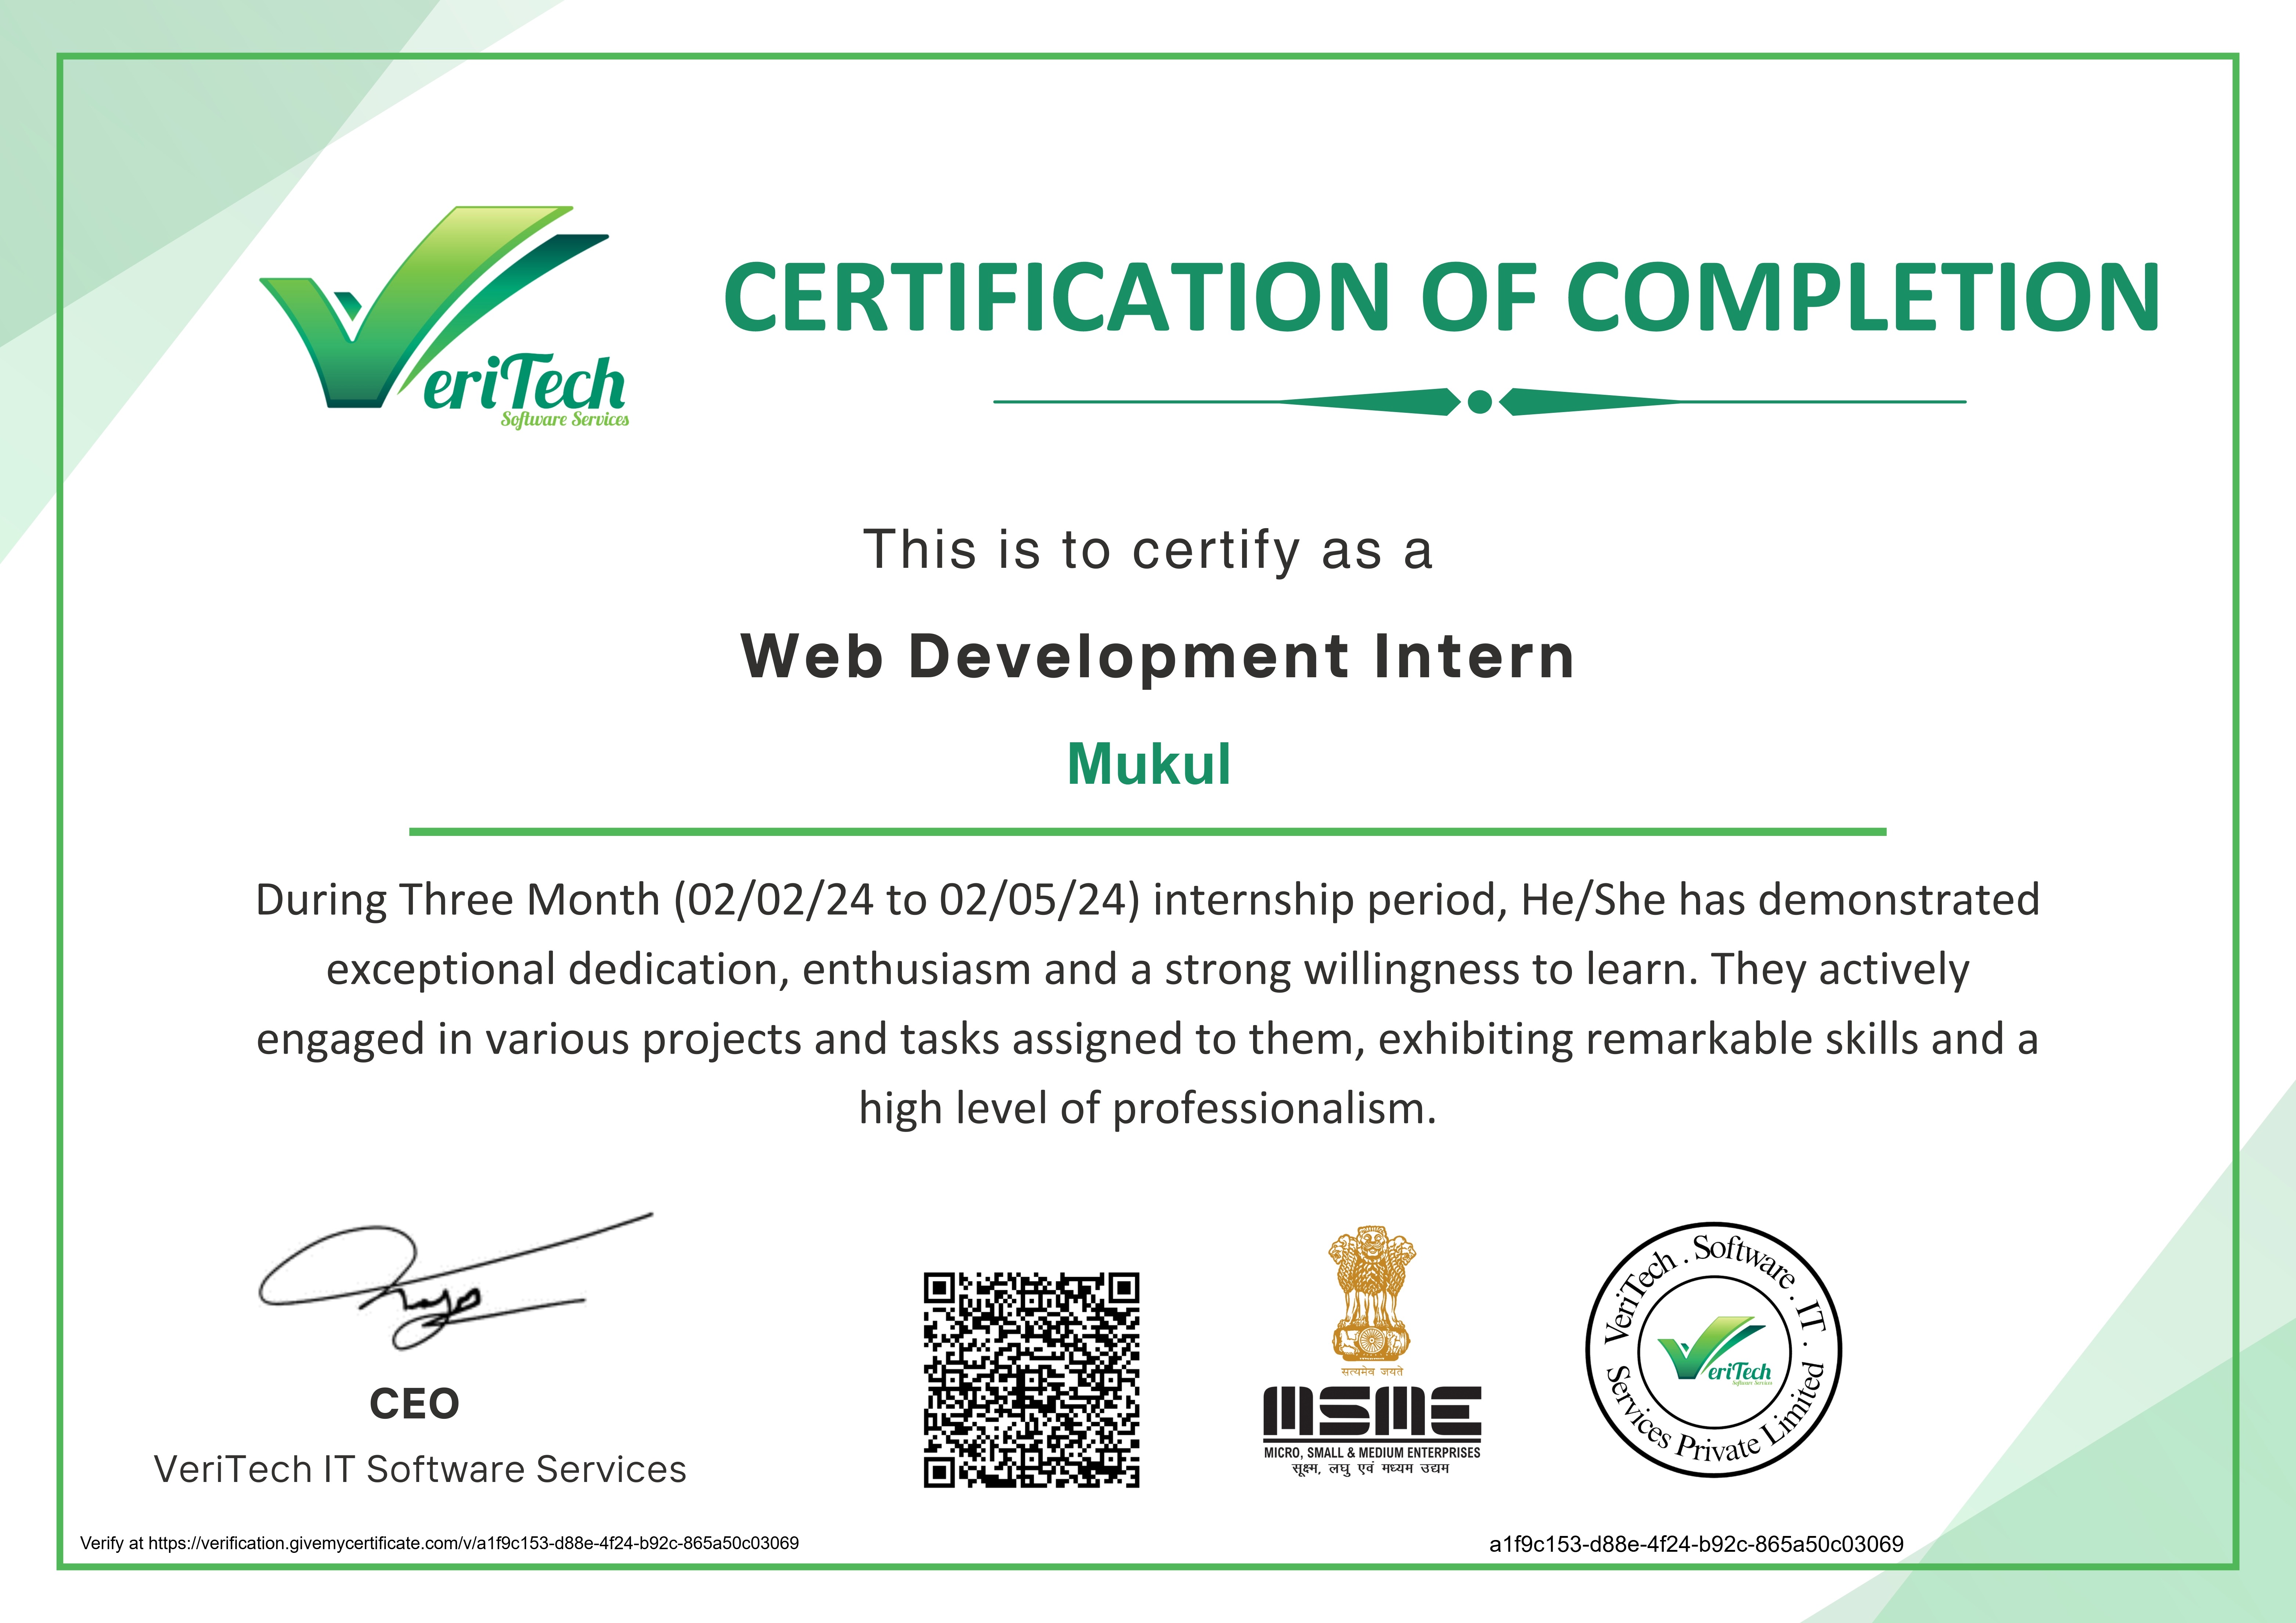 VeriTech
Software Services
CERTIFICATION OF COMPLETION
This is to certify as a
Web Development Intern
Mukul
During Three Month (02/02/24 to 02/05/24) internship period, He/She has demonstrated
exceptional dedication, enthusiasm and a strong willingness to learn. They actively
engaged in various projects and tasks assigned to them, exhibiting remarkable skills and a
high level of professionalism.
CEO
VeriTech IT Software Services
सत्यमेव जयते
MSME
MICRO, SMALL & MEDIUM ENTERPRISES
सूक्ष्म, लघु एवं मध्यम उद्यम
VeriTech . Software . IT .
Services Private Limited
VeriTech
Software Services
Verify at https://verification.givemycertificate.com/v/a1f9c153-d88e-4f24-b92c-865a50c03069
a1f9c153-d88e-4f24-b92c-865a50c03069